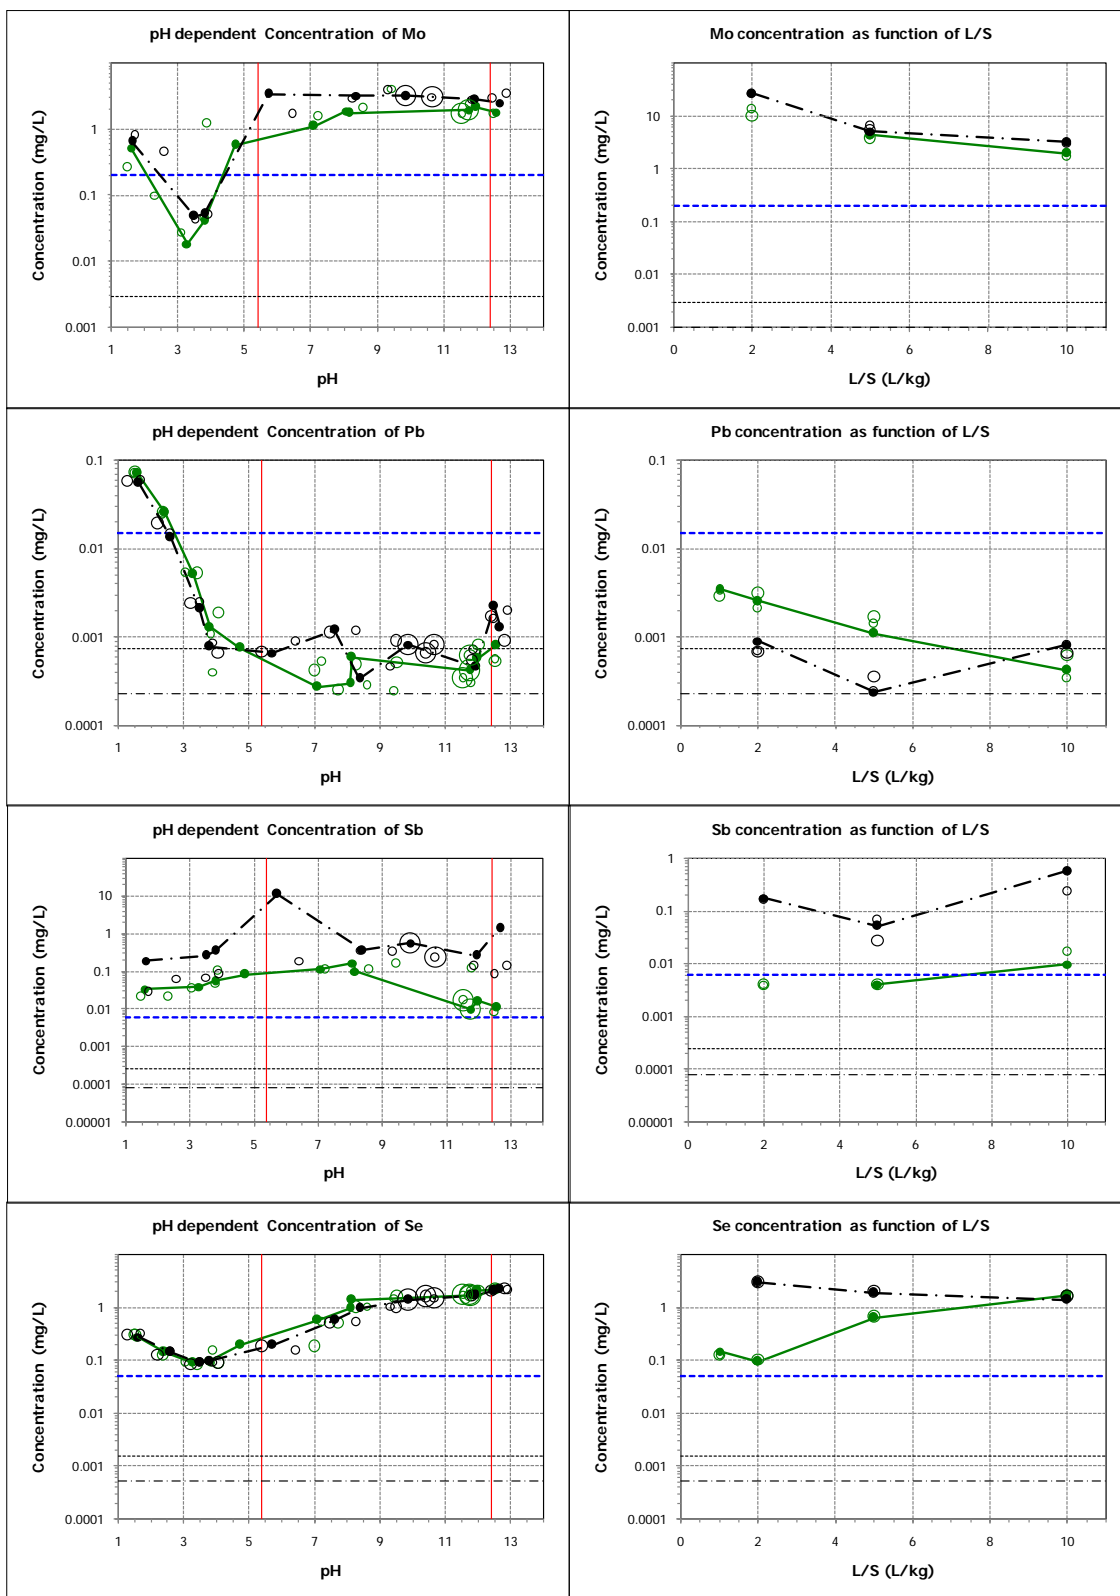 pH dependent Concentration of Mo
Concentration (mg/L)
1
0.1
0.01
0.001
1 3 5 7 9 11 13
pH
Mo concentration as function of L/S
Concentration (mg/L)
10
1
0.1
0.01
0.001
0 2 4 6 8 10
L/S (L/kg)
pH dependent Concentration of Pb
Concentration (mg/L)
0.1
0.01
0.001
0.0001
1 3 5 7 9 11 13
pH
Pb concentration as function of L/S
Concentration (mg/L)
0.1
0.01
0.001
0.0001
0 2 4 6 8 10
L/S (L/kg)
pH dependent Concentration of Sb
Concentration (mg/L)
10
1
0.1
0.01
0.001
0.0001
0.00001
1 3 5 7 9 11 13
pH
Sb concentration as function of L/S
Concentration (mg/L)
1
0.1
0.01
0.001
0.0001
0.00001
0 2 4 6 8 10
L/S (L/kg)
pH dependent Concentration of Se
Concentration (mg/L)
1
0.1
0.01
0.001
0.0001
1 3 5 7 9 11 13
pH
Se concentration as function of L/S
Concentration (mg/L)
1
0.1
0.01
0.001
0.0001
0 2 4 6 8 10
L/S (L/kg)